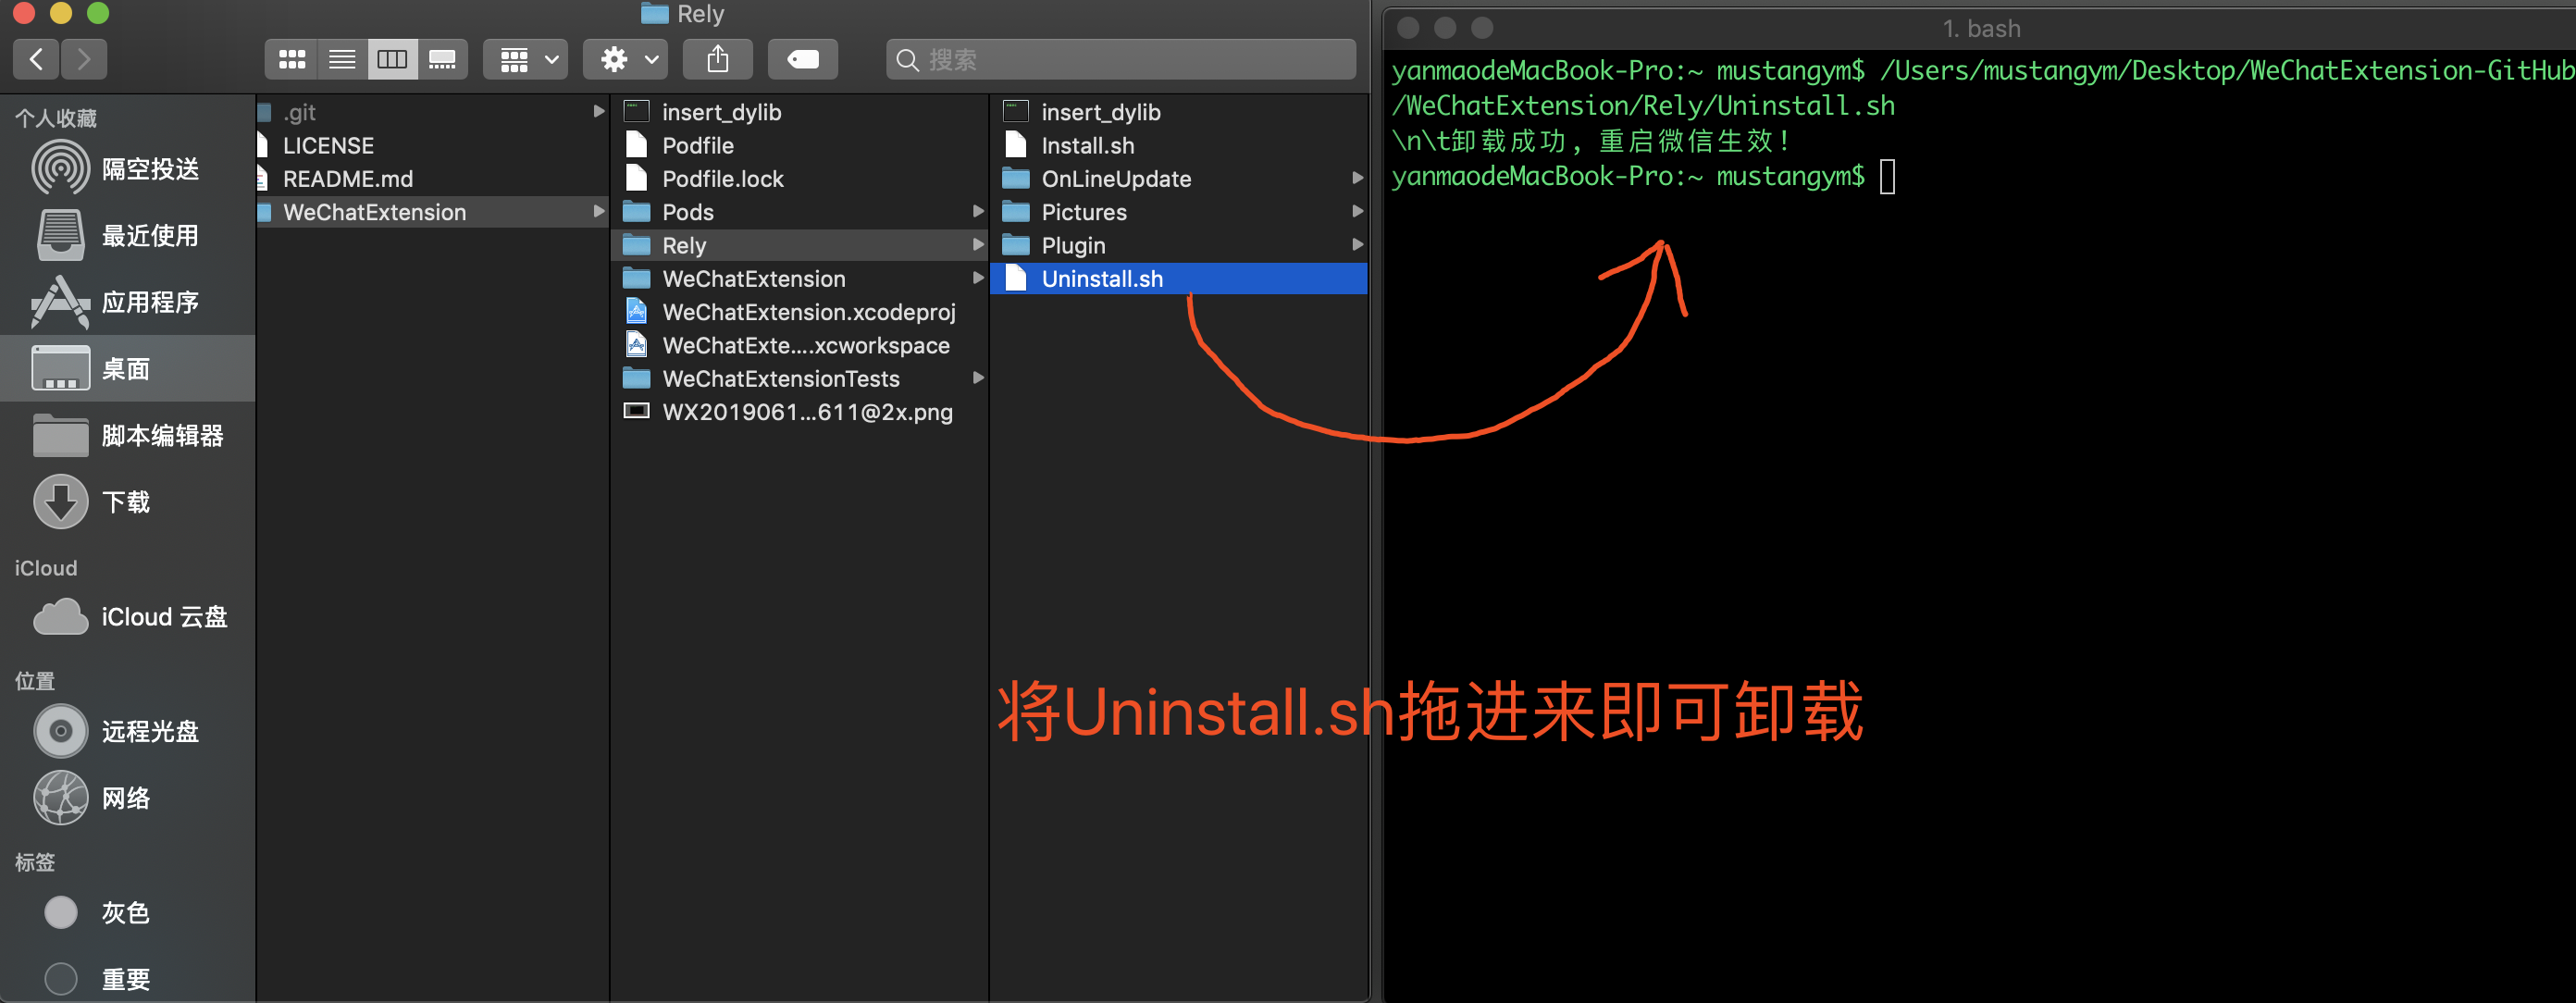 Rely
搜索
个人收藏
隔空投送
最近使用
应用程序
桌面
脚本编辑器
下载
iCloud
iCloud 云盘
位置
远程光盘
网络
标签
灰色
重要
.git
LICENSE
README.md
WeChatExtension
insert_dylib
Podfile
Podfile.lock
Pods
Rely
WeChatExtension
WeChatExtension.xcodeproj
WeChatExte....xcworkspace
WeChatExtensionTests
WX2019061...611@2x.png
insert_dylib
Install.sh
OnLineUpdate
Pictures
Plugin
Uninstall.sh
1. bash
yanmaodeMacBook-Pro:~ mustangym$ /Users/mustangym/Desktop/WeChatExtension-GitHub
/WeChatExtension/Rely/Uninstall.sh
\n\t卸载成功，重启微信生效！
yanmaodeMacBook-Pro:~ mustangym$
将Uninstall.sh拖进来即可卸载